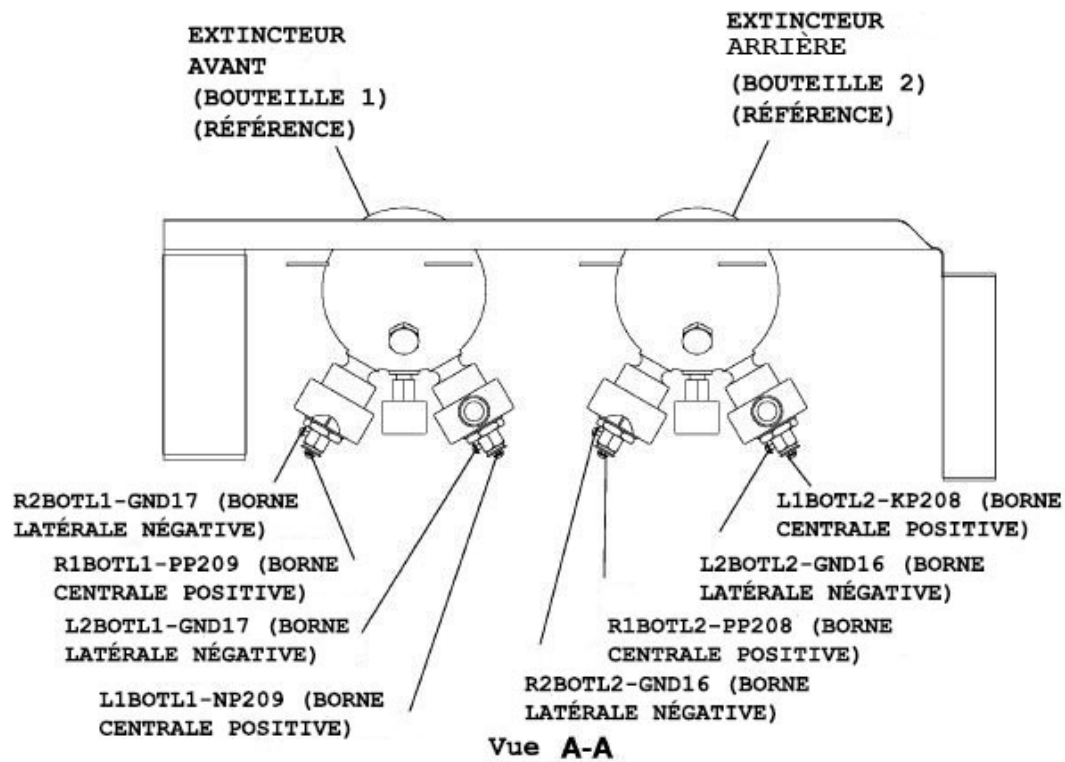 EXTINCTEUR
AVANT
(BOUTEILLE 1)
(RÉFÉRENCE)
EXTINCTEUR
ARRIÈRE
(BOUTEILLE 2)
(RÉFÉRENCE)
R2BOTL1-GND17 (BORNE
LATÉRALE NÉGATIVE)
R1BOTL1-PP209 (BORNE
CENTRALE POSITIVE)
L2BOTL1-GND17 (BORNE
LATÉRALE NÉGATIVE)
L1BOTL1-NP209 (BORNE
CENTRALE POSITIVE)
L1BOTL2-KP208 (BORNE
CENTRALE POSITIVE)
L2BOTL2-GND16 (BORNE
LATÉRALE NÉGATIVE)
R1BOTL2-PP208 (BORNE
CENTRALE POSITIVE)
R2BOTL2-GND16 (BORNE
LATÉRALE NÉGATIVE)
Vue A-A